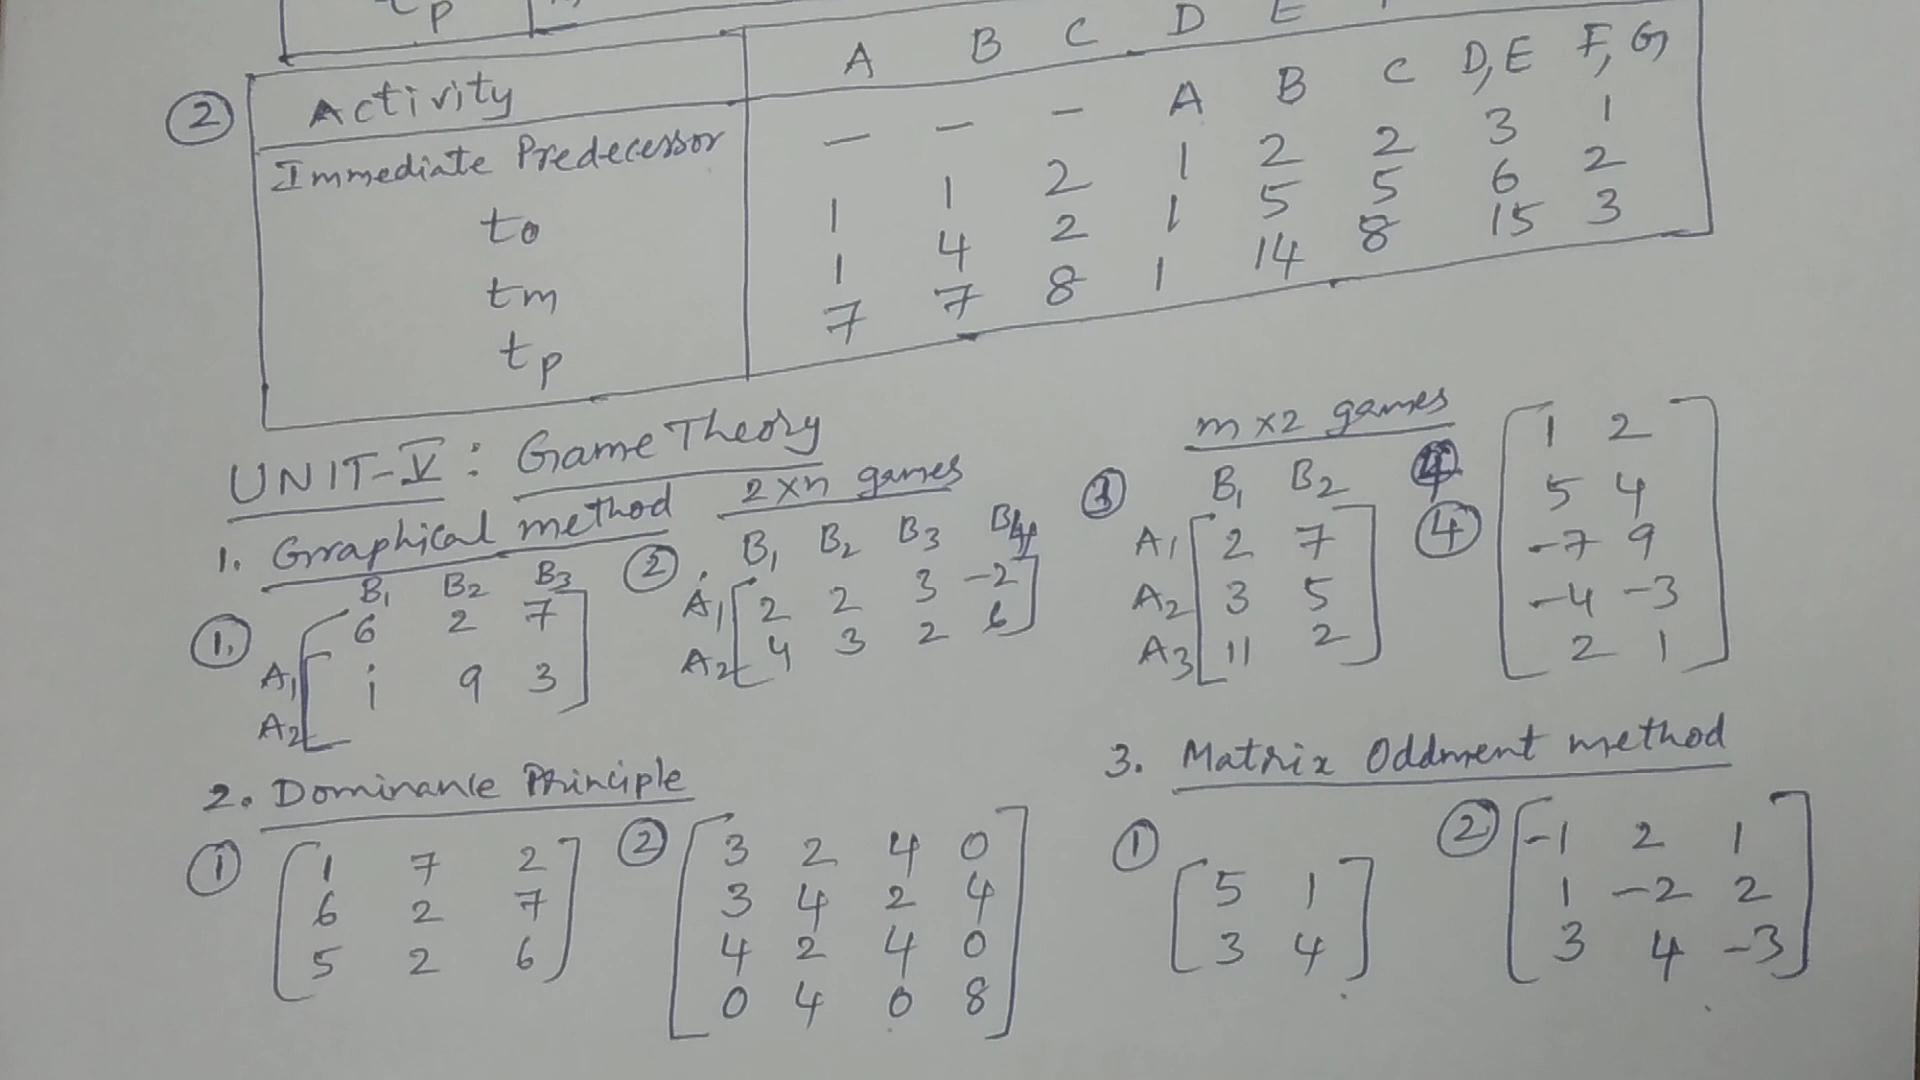 tp
② Activity A B C D E
Immediate Predecessor — — — A B C D,E F,G
to 1 1 2 1 2 2 3 1
tm 1 4 2 1 5 5 6 2
tp 7 7 8 1 14 8 15 3
UNIT-V : Game Theory
1. Graphical method 2×n games m×2 games
① B1 B2 B3
A1 6 2 7
A2 1 9 3
② B1 B2 B3 B4
A1 2 2 3 -2
A2 4 3 2 6
③ B1 B2
A1 2 7
A2 3 5
A3 11 2
④ 1 2
5 4
-7 9
-4 -3
2 1
2. Dominance Principle
① 1 7 2
6 2 7
5 2 6
② 3 2 4 0
3 4 2 4
4 2 4 0
0 4 0 8
3. Matrix Oddment method
① 5 1
3 4
② -1 2 1
1 -2 2
3 4 -3